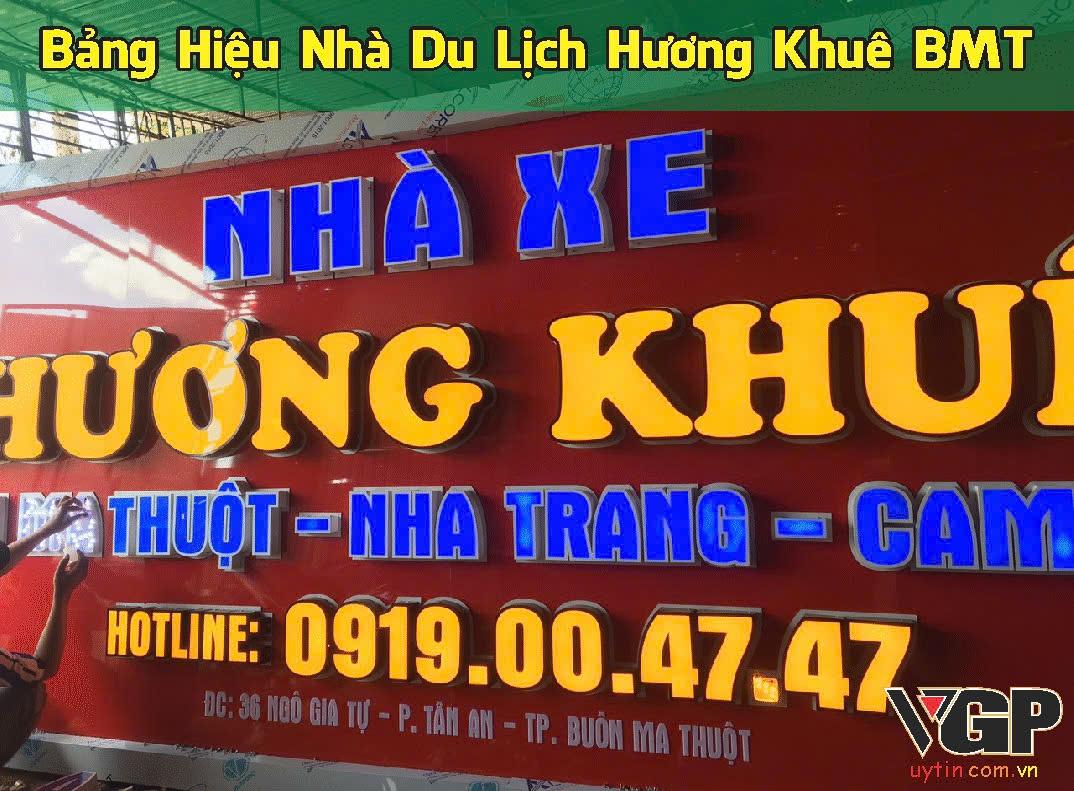 Bảng Hiệu Nhà Du Lịch Hương Khuê BMT
NHÀ XE
HƯƠNG KHUÊ
THUỘT - NHA TRANG - CAM
HOTLINE: 0919.00.47.47
ĐC: 36 NGÔ GIA TỰ - P. TÂN AN - TP. BUÔN MA THUỘT
VGP
uytin.com.vn